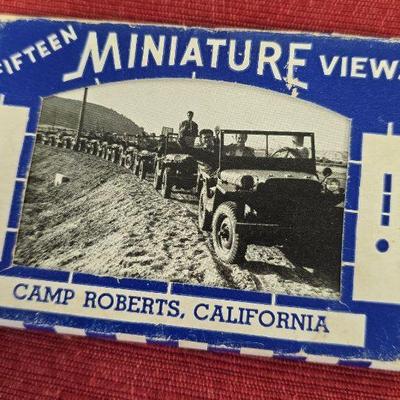 FIFTEEN MINIATURE VIEWS
CAMP ROBERTS, CALIFORNIA